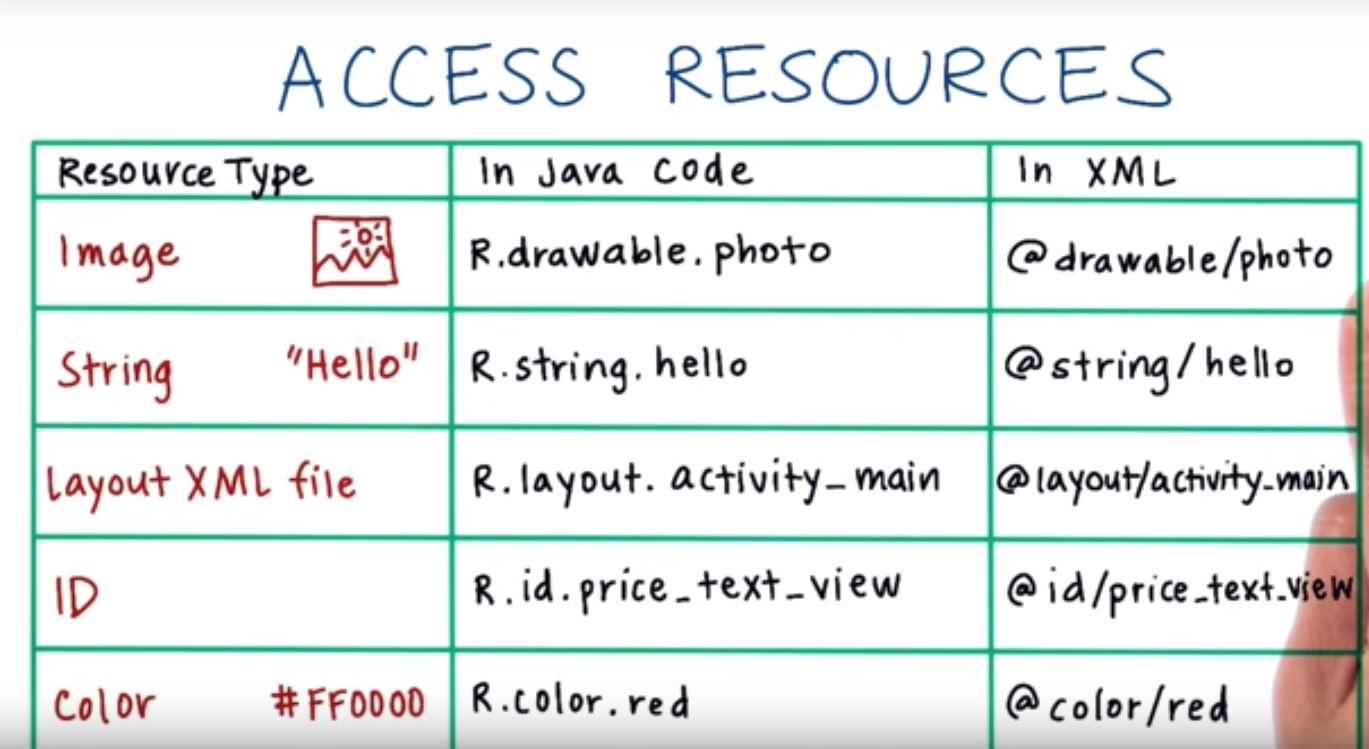 ACCESS RESOURCES
Resource Type In Java Code In XML
Image R.drawable.photo @drawable/photo
String "Hello" R.string.hello @string/hello
Layout XML file R.layout.activity_main @layout/activity_main
ID R.id.price_text_view @id/price_text_view
Color #FF0000 R.color.red @color/red